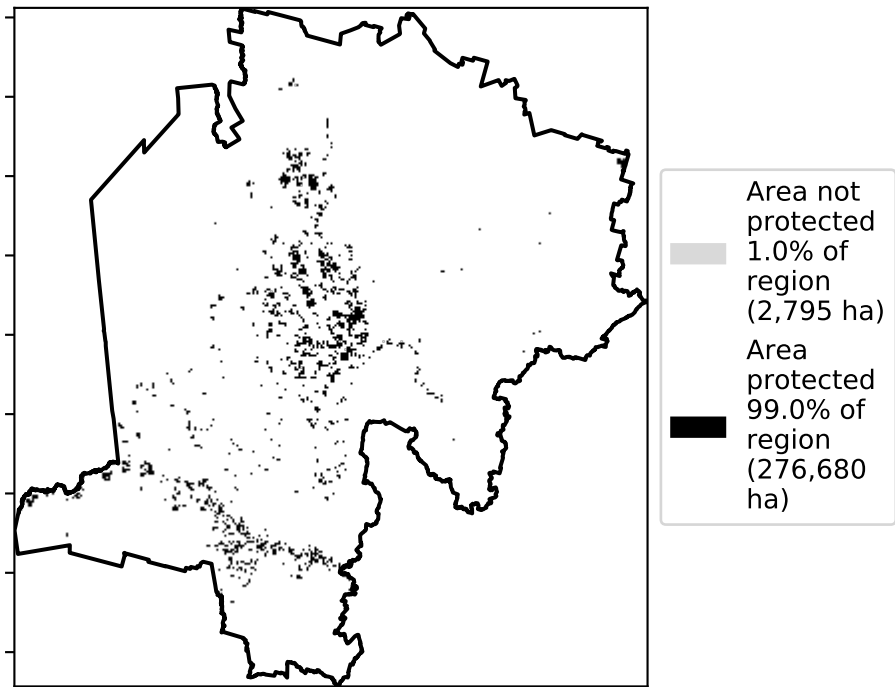 Area not
protected
1.0% of
region
(2,795 ha)
Area
protected
99.0% of
region
(276,680
ha)